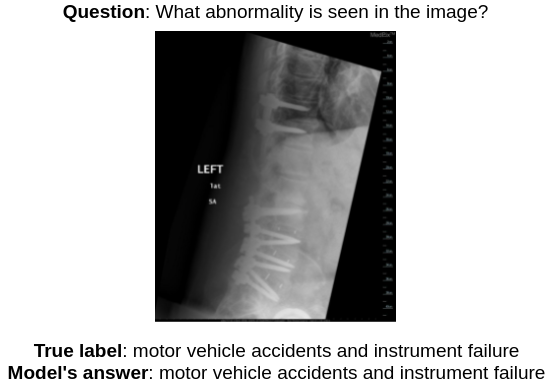 Question: What abnormality is seen in the image?
LEFT
lat
SA
True label: motor vehicle accidents and instrument failure
Model's answer: motor vehicle accidents and instrument failure